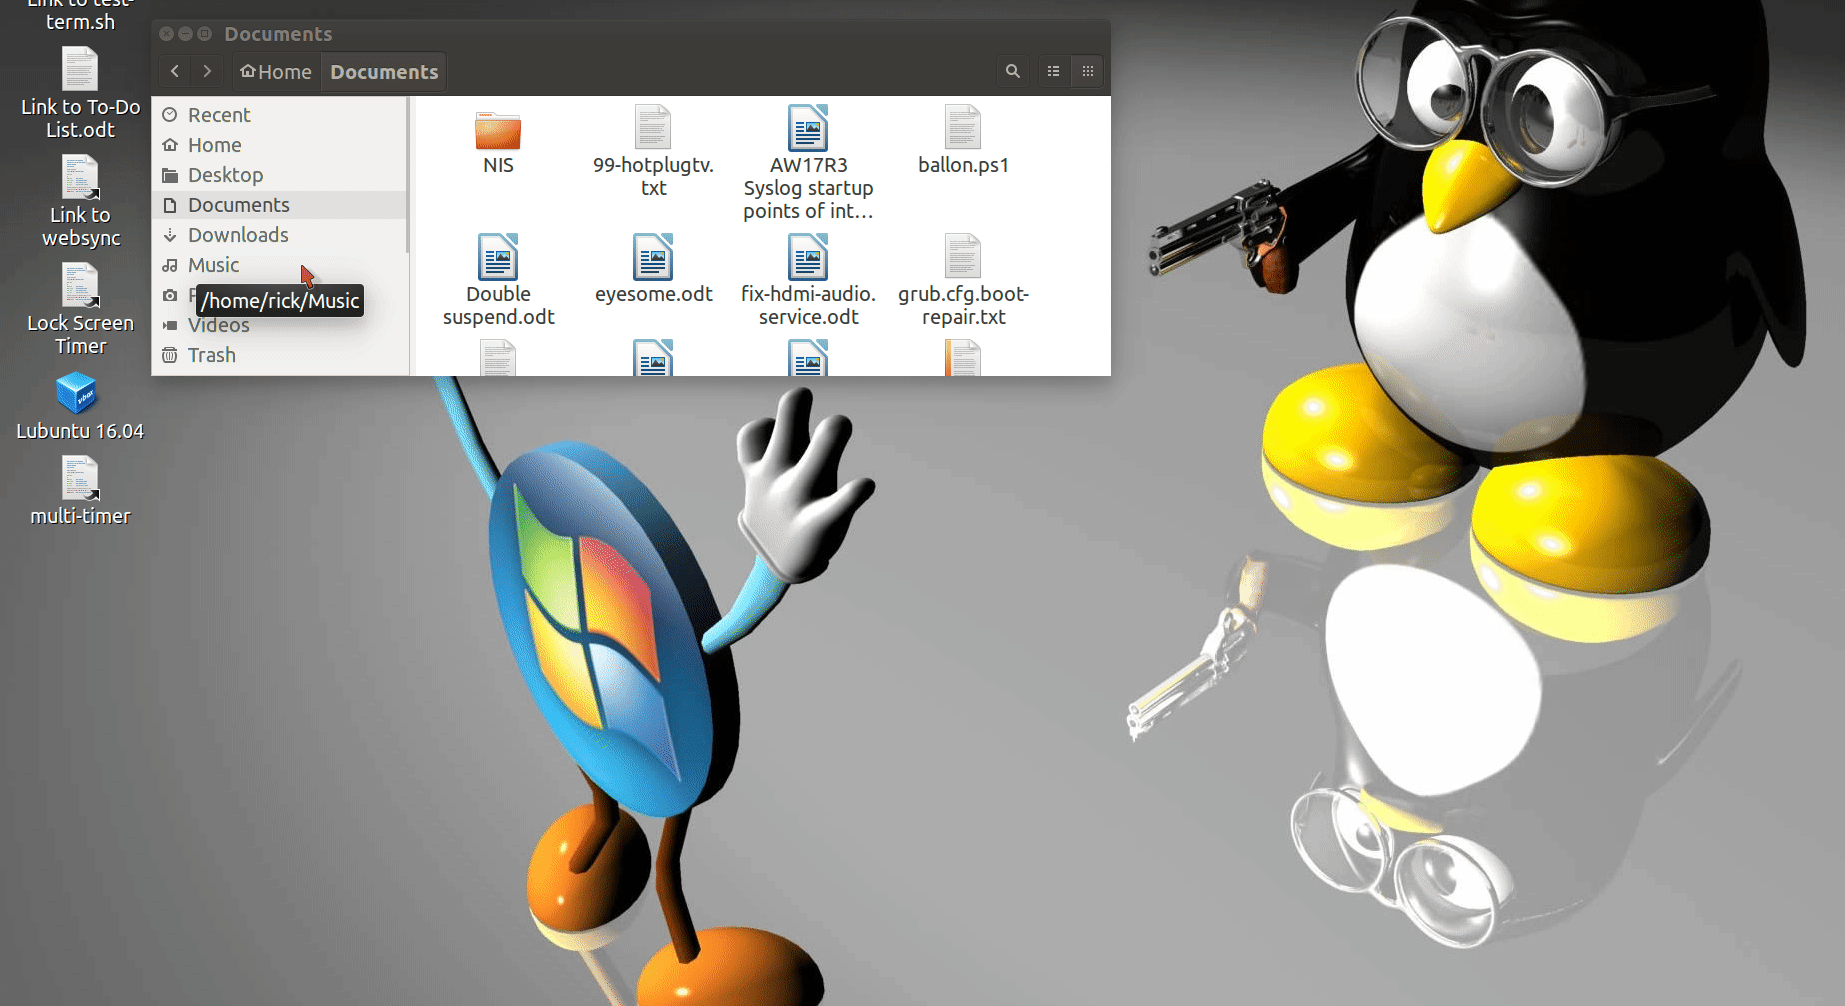 Link to test-
term.sh
Link to To-Do
List.odt
Link to
websync
Lock Screen
Timer
vbox
Lubuntu 16.04
multi-timer
Documents
Home
Documents
Recent
Home
Desktop
Documents
Downloads
Music
/home/rick/Music
Videos
Trash
NIS
99-hotplugtv.
txt
AW17R3
Syslog startup
points of int...
ballon.ps1
Double
suspend.odt
eyesome.odt
fix-hdmi-audio.
service.odt
grub.cfg.boot-
repair.txt